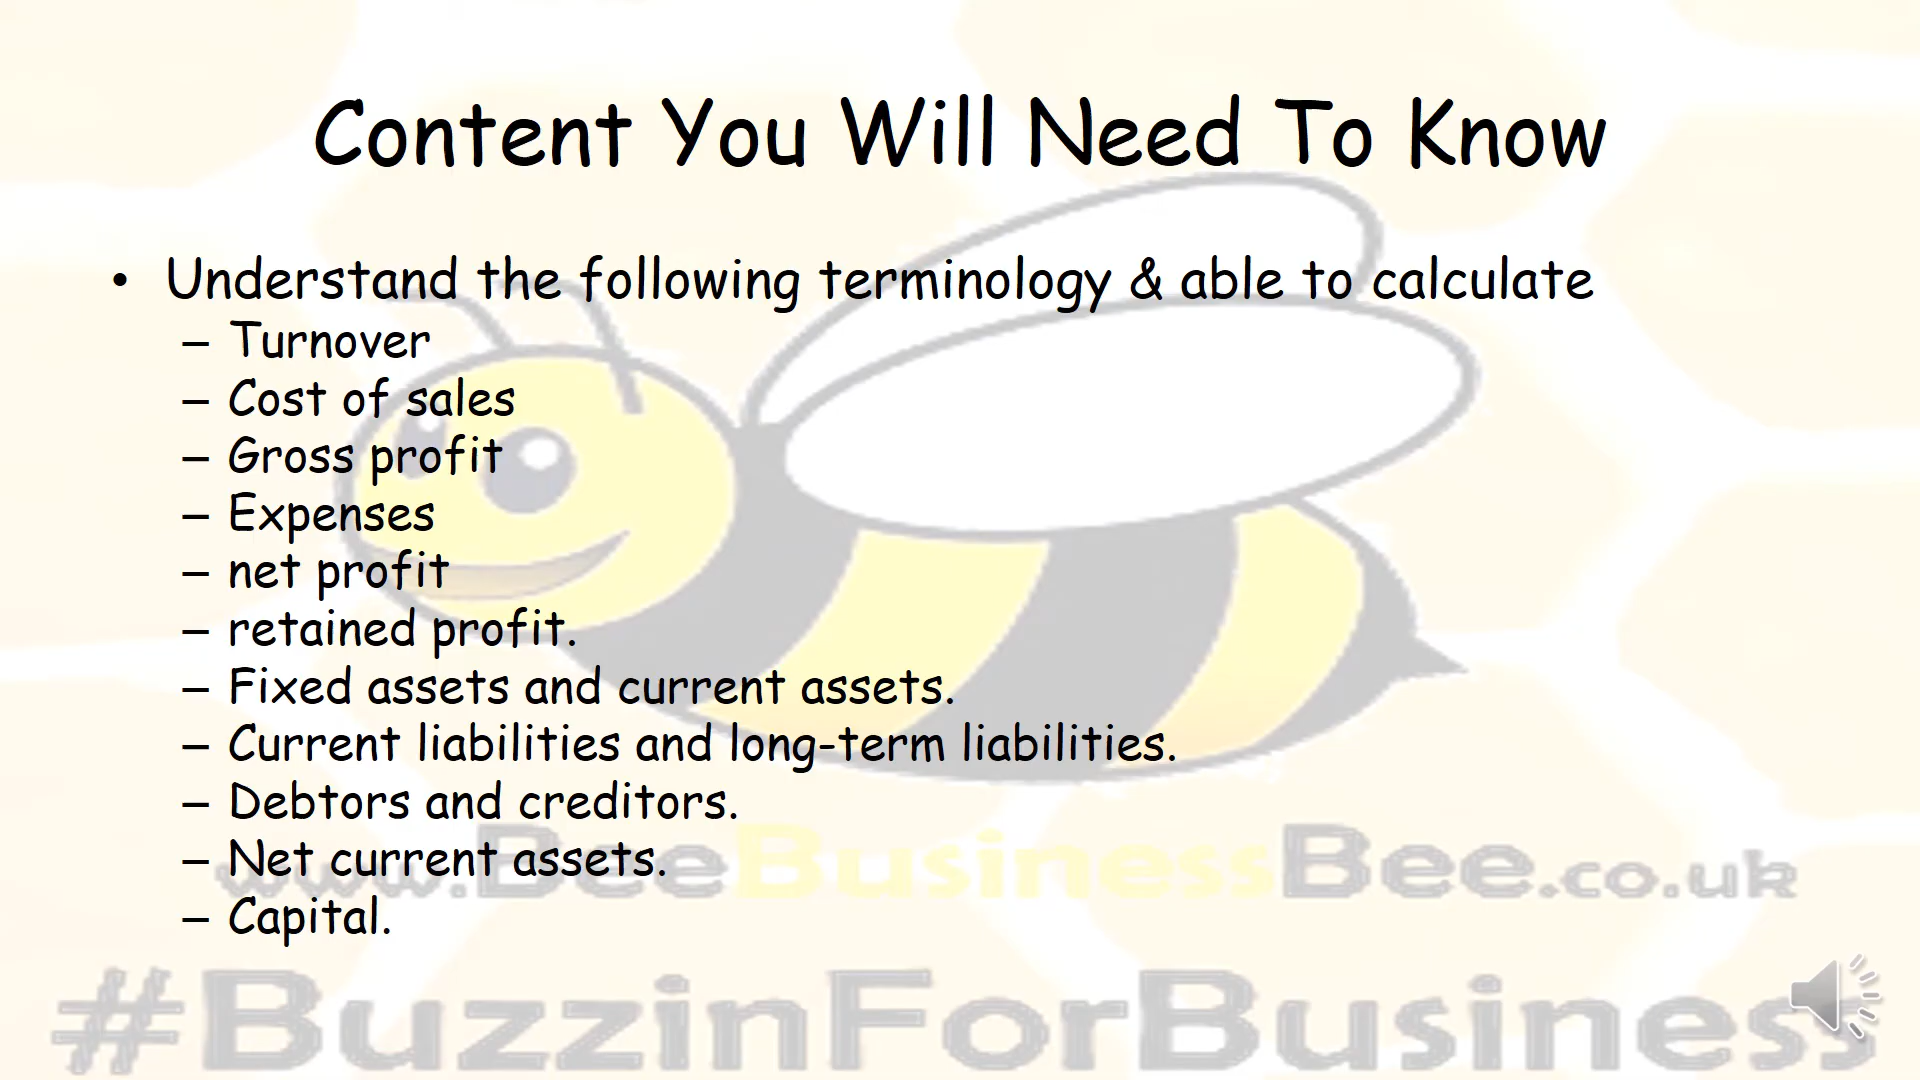 Content You Will Need To Know
• Understand the following terminology & able to calculate
– Turnover
– Cost of sales
– Gross profit
– Expenses
– net profit
– retained profit.
– Fixed assets and current assets.
– Current liabilities and long-term liabilities.
– Debtors and creditors.
– Net current assets.
– Capital.
www.BeeBusinessBee.co.uk
#BuzzinForBusiness